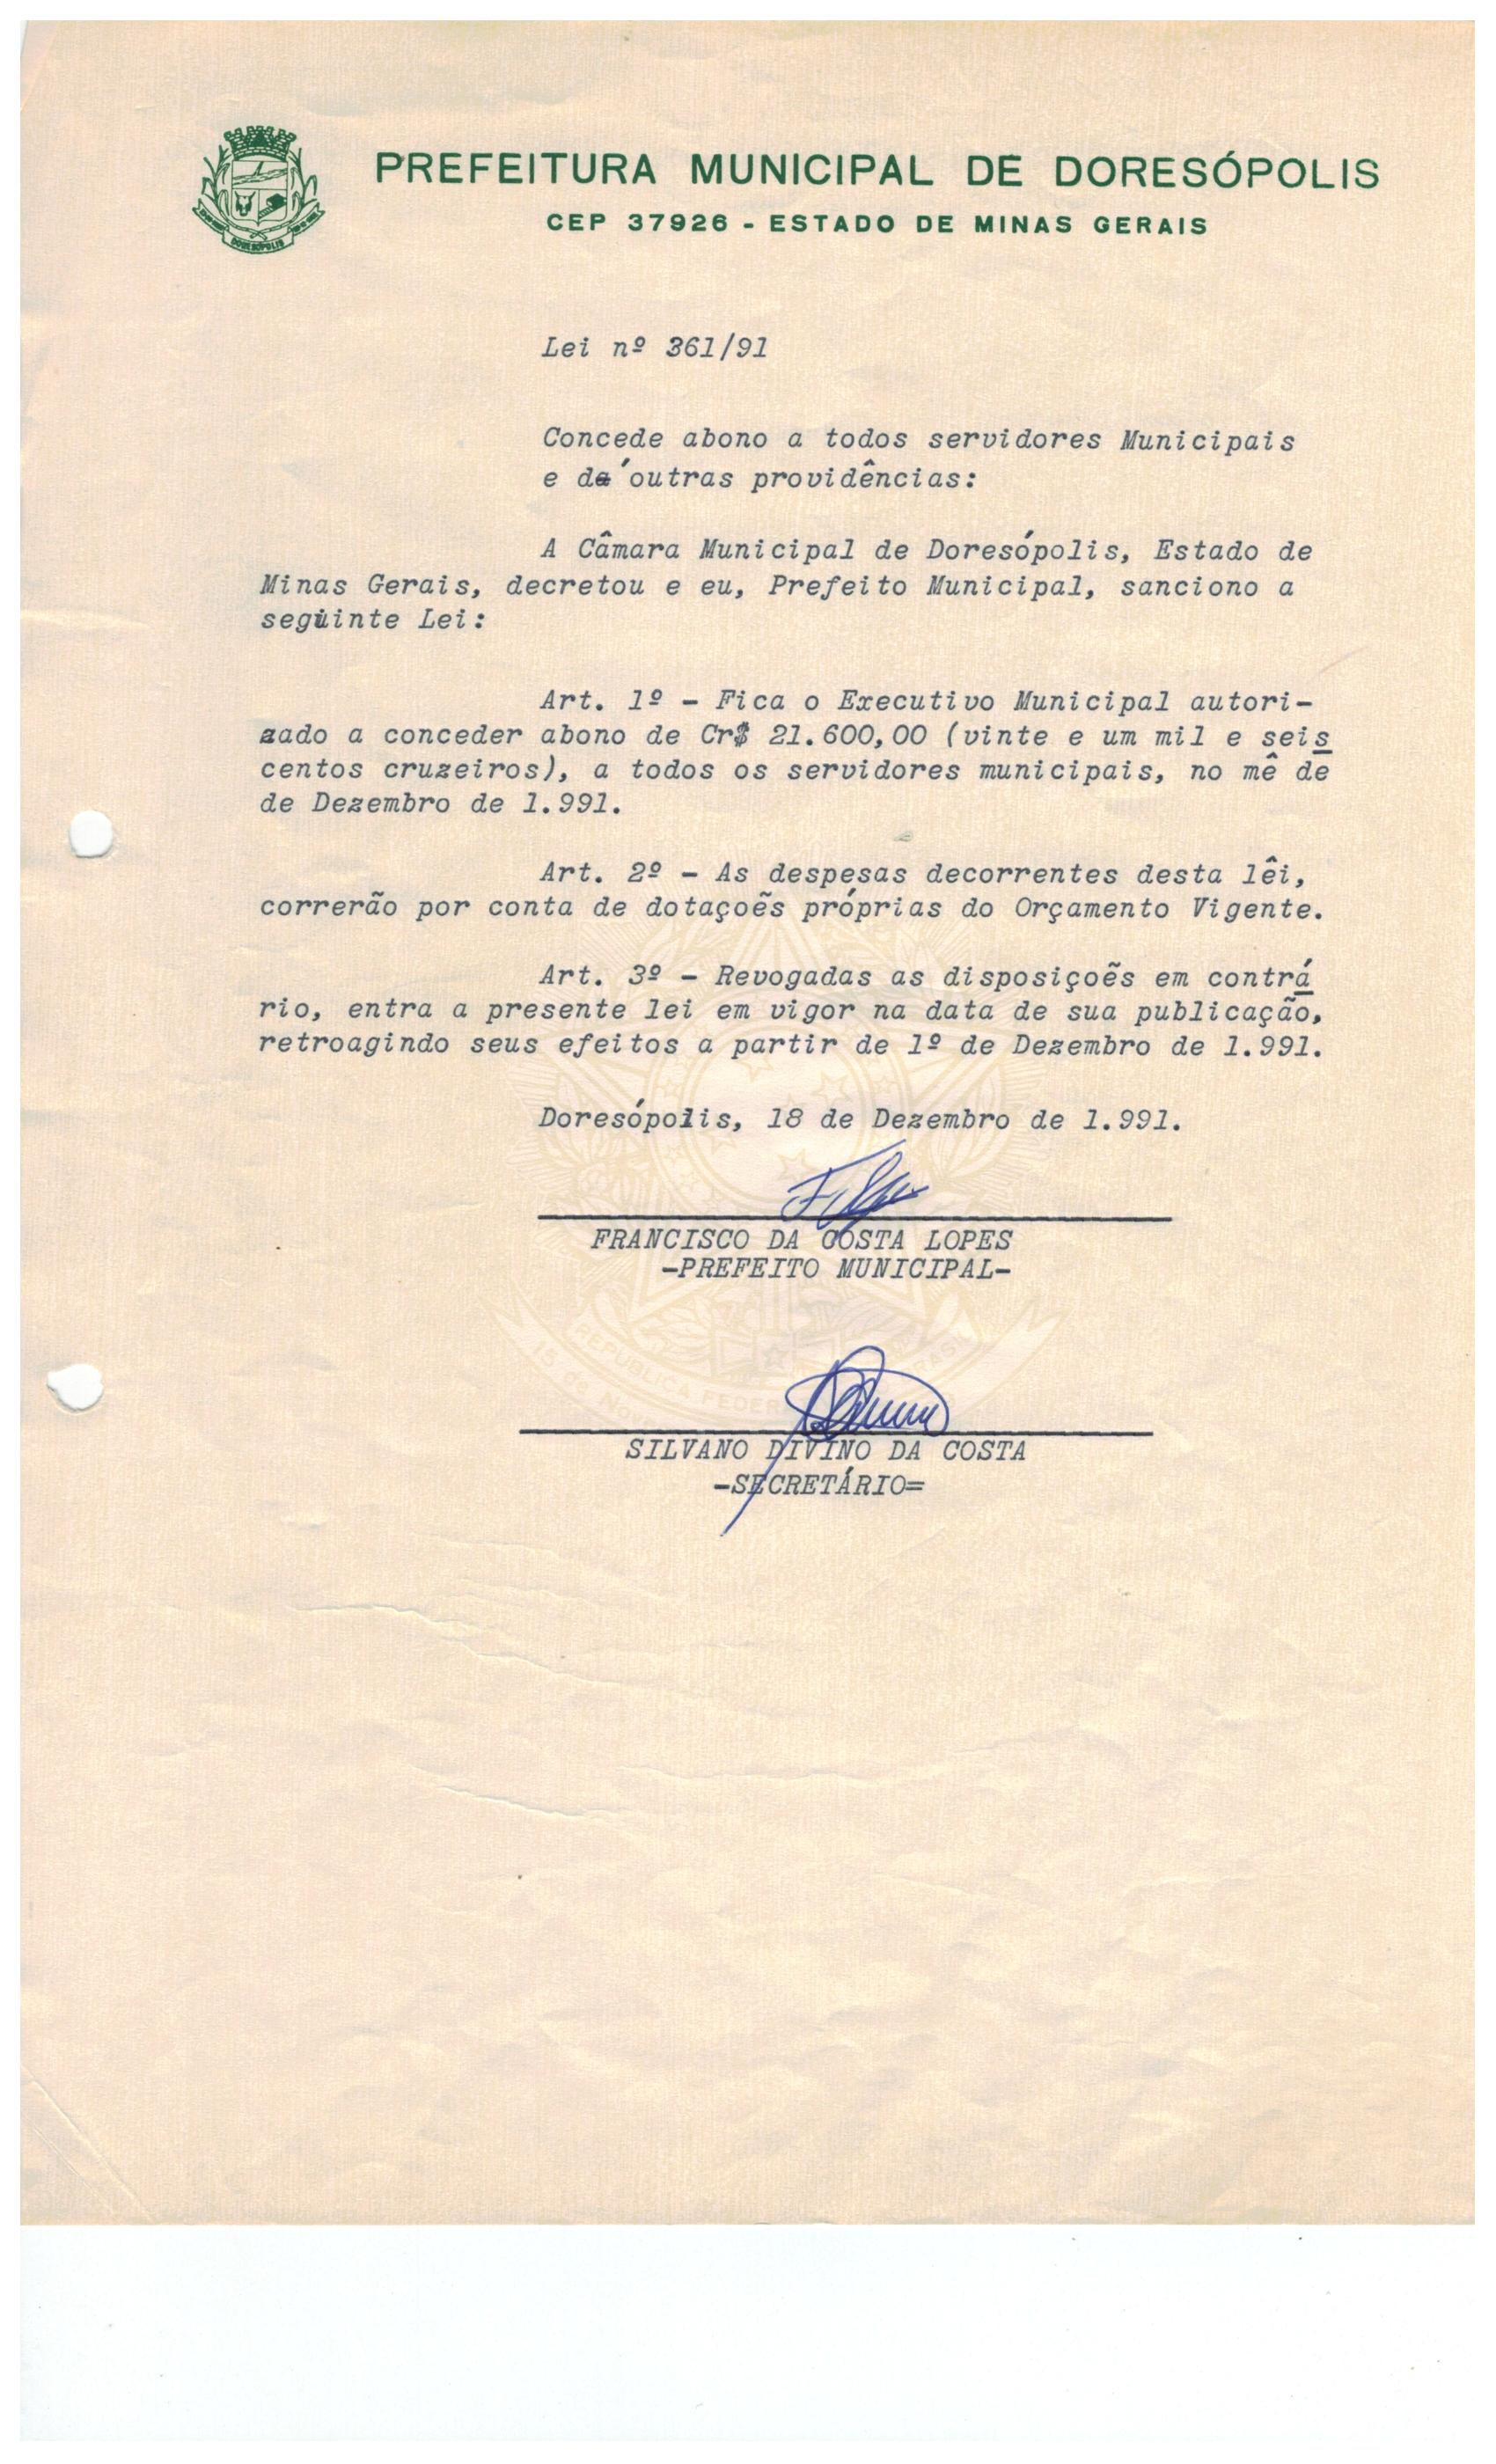 PREFEITURA MUNICIPAL DE DORESÓPOLIS
CEP 37926 - ESTADO DE MINAS GERAIS
DORESÓPOLIS
Lei nº 361/91
Concede abono a todos servidores Municipais
e dá outras providências:
A Câmara Municipal de Doresópolis, Estado de
Minas Gerais, decretou e eu, Prefeito Municipal, sanciono a
seguinte Lei:
Art. 1º - Fica o Executivo Municipal autori-
zado a conceder abono de Cr$ 21.600,00 (vinte e um mil e seis
centos cruzeiros), a todos os servidores municipais, no mê de
de Dezembro de 1.991.
Art. 2º - As despesas decorrentes desta lêi,
correrão por conta de dotaçoẽs próprias do Orçamento Vigente.
Art. 3º - Revogadas as disposiçoẽs em contrá
rio, entra a presente lei em vigor na data de sua publicação,
retroagindo seus efeitos a partir de 1º de Dezembro de 1.991.
Doresópolis, 18 de Dezembro de 1.991.
FRANCISCO DA COSTA LOPES
-PREFEITO MUNICIPAL-
SILVANO DIVINO DA COSTA
-SECRETÁRIO=